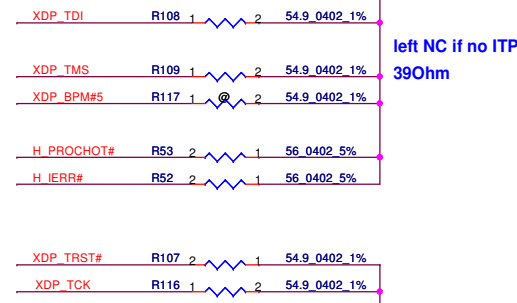 XDP_TDI R108 1 2 54.9_0402_1%
left NC if no ITP
XDP_TMS R109 1 2 54.9_0402_1%
39Ohm
XDP_BPM#5 R117 1 @ 2 54.9_0402_1%
H_PROCHOT# R53 2 1 56_0402_5%
H_IERR# R52 2 1 56_0402_5%
XDP_TRST# R107 2 1 54.9_0402_1%
XDP_TCK R116 1 2 54.9_0402_1%